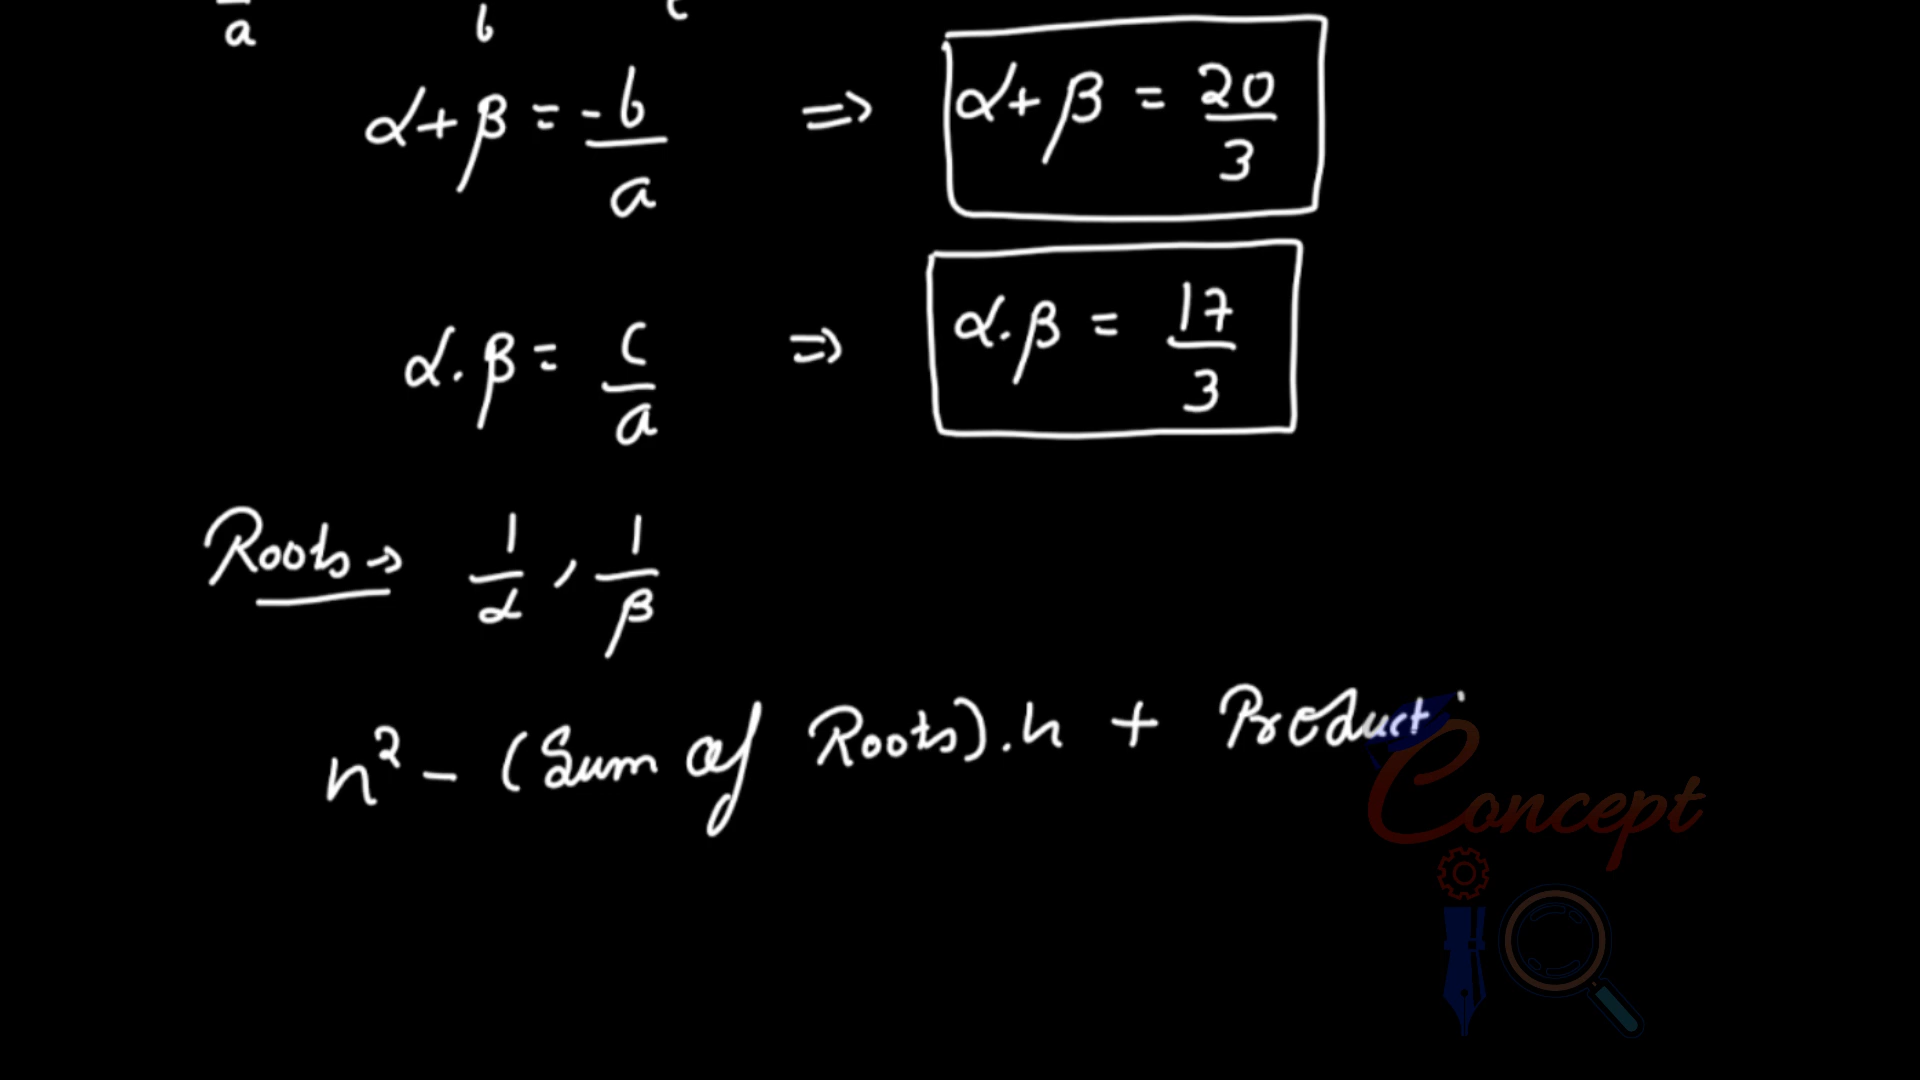 a b c
α+β = -b/a ⇒ α+β = 20/3
α.β = c/a ⇒ α.β = 17/3
Roots → 1/α , 1/β
x² - (Sum of Roots).x + Product
Concept